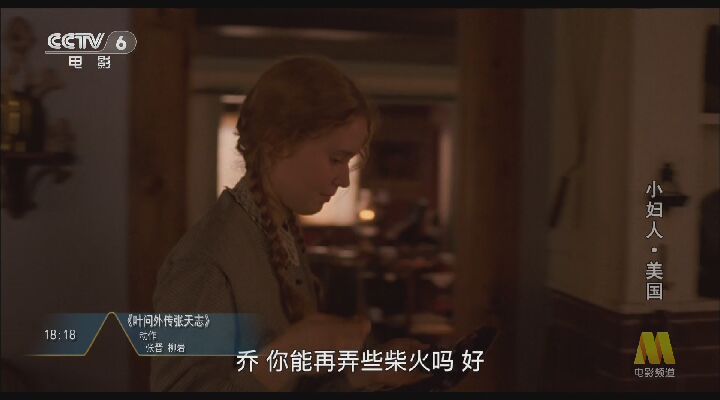 CCTV 6
电影
小妇人·美国
《叶问外传张天志》
18:18
动作
张晋 柳岩
乔 你能再弄些柴火吗 好
电影频道